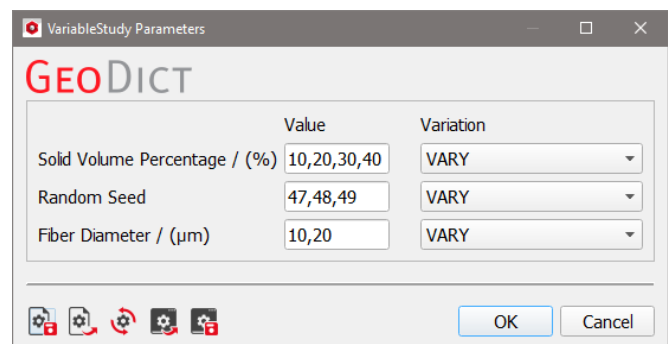 VariableStudy Parameters
GEODICT
Value Variation
Solid Volume Percentage / (%) 10,20,30,40 VARY
Random Seed 47,48,49 VARY
Fiber Diameter / (µm) 10,20 VARY
OK Cancel